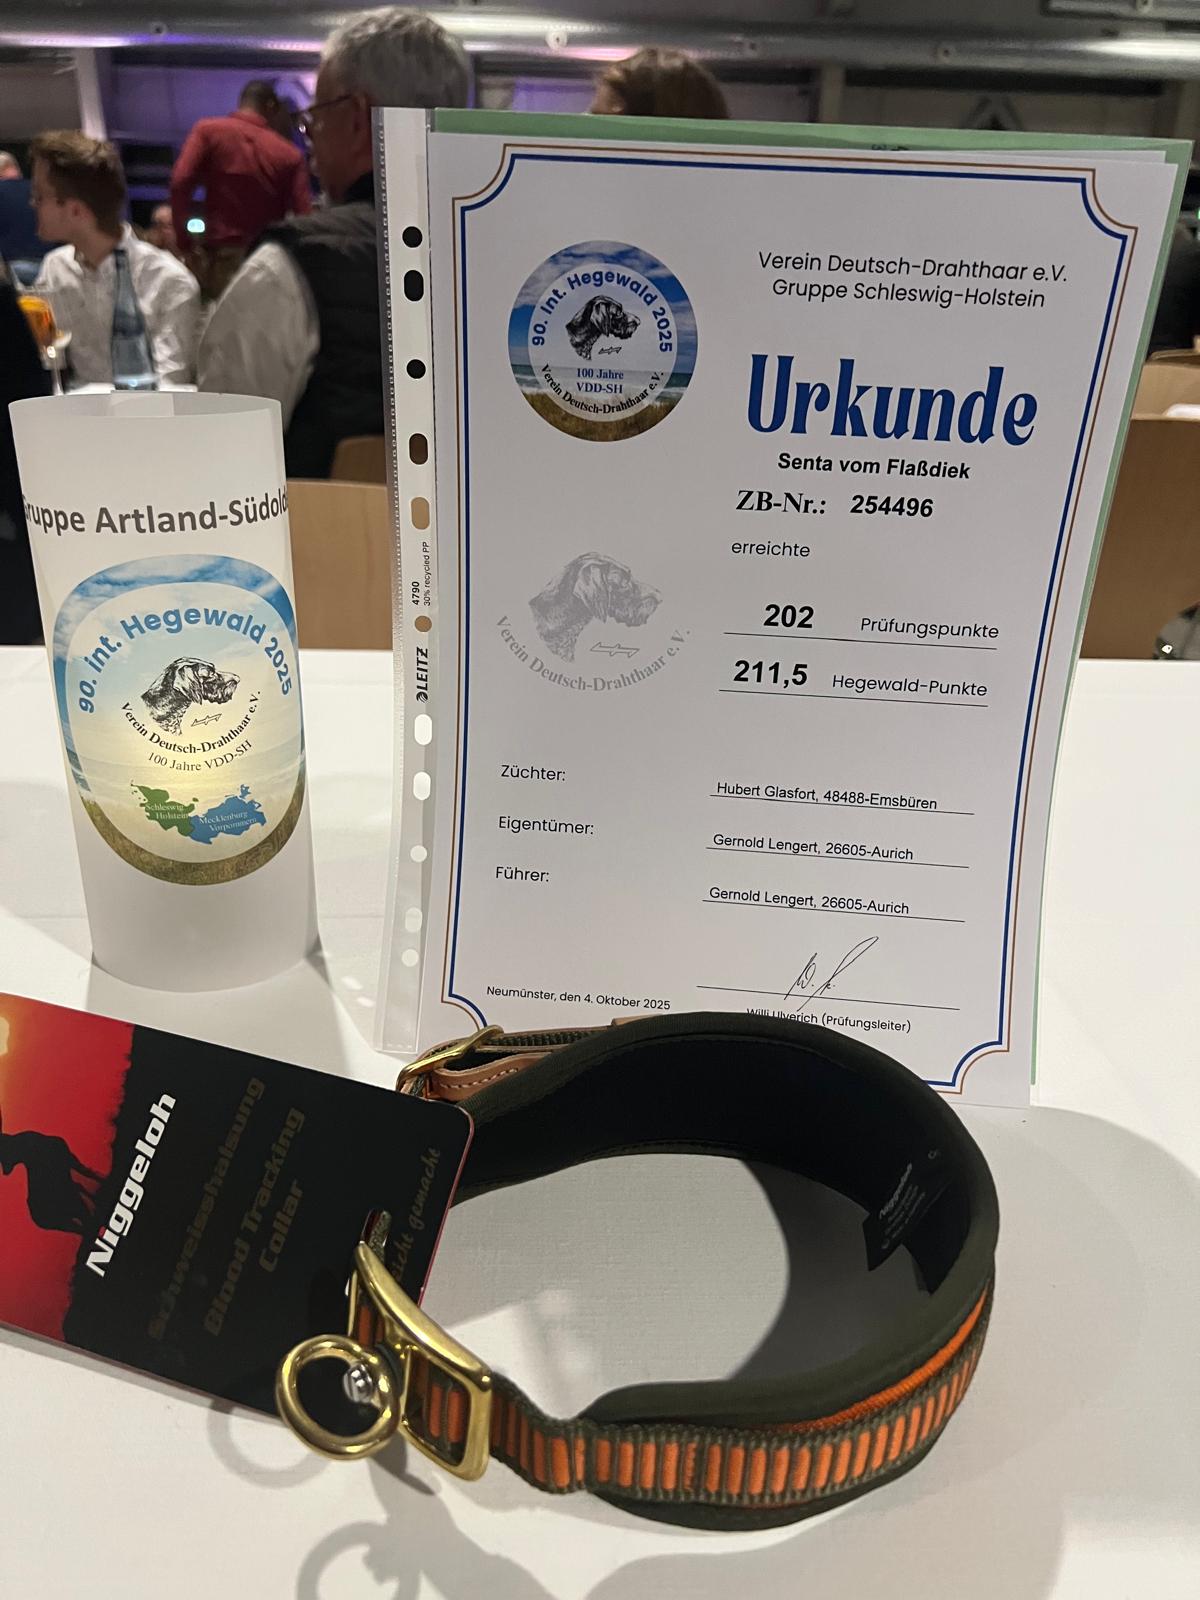 Verein Deutsch-Drahthaar e.V.
Gruppe Schleswig-Holstein
90. Int. Hegewald 2025
100 Jahre
VDD-SH
Verein Deutsch-Drahthaar e.V.
Urkunde
Senta vom Flaßdiek
ZB-Nr.: 254496
erreichte
202 Prüfungspunkte
211,5 Hegewald-Punkte
Verein Deutsch-Drahthaar e.V.
Züchter: Hubert Glasfort, 48488-Emsbüren
Eigentümer: Gernold Lengert, 26605-Aurich
Führer: Gernold Lengert, 26605-Aurich
Neumünster, den 4. Oktober 2025
Willi Ulverich (Prüfungsleiter)
LEITZ
4790
30% recycled PP
Gruppe Artland-Südold
90. int. Hegewald 2025
Verein Deutsch-Drahthaar e.V.
100 Jahre VDD-SH
Schleswig
Holstein
Mecklenburg
Vorpommern
Niggeloh
Schweisshalsung
Blood Tracking
Collar
gemacht
Niggeloh